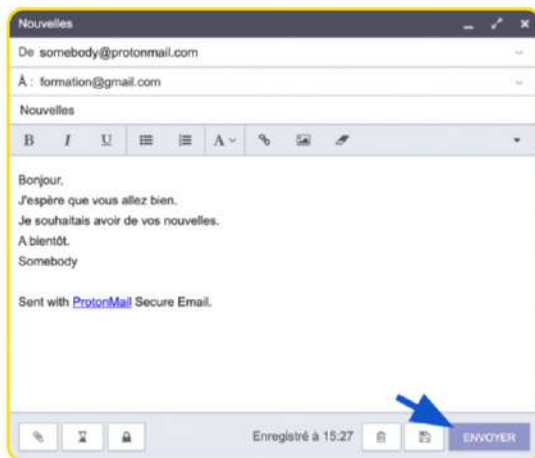 Nouvelles
De somebody@protonmail.com
À : formation@gmail.com
Nouvelles
B I U A
Bonjour,
J'espère que vous allez bien.
Je souhaitais avoir de vos nouvelles.
A bientôt.
Somebody
Sent with ProtonMail Secure Email.
Enregistré à 15:27 ENVOYER